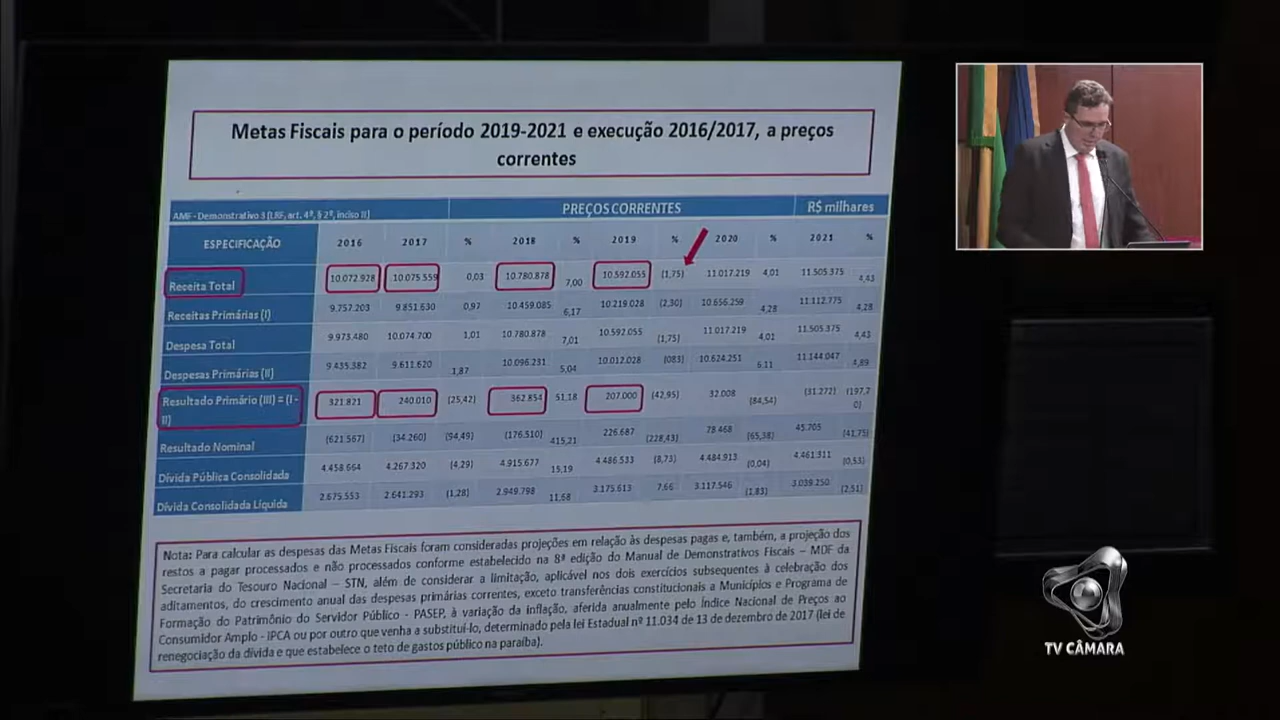 Metas Fiscais para o período 2019-2021 e execução 2016/2017, a preços
correntes
AMF - Demonstrativo 3 (LRF, art. 4º, § 2º, inciso II) PREÇOS CORRENTES R$ milhares
ESPECIFICAÇÃO 2016 2017 % 2018 % 2019 % 2020 % 2021 %
Receita Total 10.072.928 10.075.559 0,03 10.780.878 7,00 10.592.055 (1,75) 11.017.219 4,01 11.505.375 4,43
Receitas Primárias (I) 9.757.203 9.851.630 0,97 10.459.085 6,17 10.219.028 (2,30) 10.656.259 4,28 11.112.775 4,28
Despesa Total 9.973.480 10.074.700 1,01 10.780.878 7,01 10.592.055 (1,75) 11.017.219 4,01 11.505.375 4,43
Despesas Primárias (II) 9.435.382 9.611.620 1,87 10.096.231 5,04 10.012.028 (083) 10.624.251 6,11 11.144.047 4,89
Resultado Primário (III) = (I - 321.821 240.010 (25,42) 362.854 51,18 207.000 (42,95) 32.008 (84,54) (31.272) (197,7
II) 0)
Resultado Nominal (621.567) (34.260) (94,49) (176.510) 415,21 226.687 (228,43) 78.468 (65,38) 45.705 (41,75)
Dívida Pública Consolidada 4.458.664 4.267.320 (4,29) 4.915.677 15,19 4.486.533 (8,73) 4.484.913 (0,04) 4.461.311 (0,53)
Dívida Consolidada Líquida 2.675.553 2.641.293 (1,28) 2.949.798 11,68 3.175.613 7,66 3.117.546 (1,83) 3.039.250 (2,51)
Nota: Para calcular as despesas das Metas Fiscais foram consideradas projeções em relação às despesas pagas e, também, a projeção dos
restos a pagar processados e não processados conforme estabelecido na 8ª edição do Manual de Demonstrativos Fiscais – MDF da
Secretaria do Tesouro Nacional – STN, além de considerar a limitação, aplicável nos dois exercícios subsequentes à celebração dos
aditamentos, do crescimento anual das despesas primárias correntes, exceto transferências constitucionais a Municípios e Programa de
Formação do Patrimônio do Servidor Público - PASEP, à variação da inflação, aferida anualmente pelo Índice Nacional de Preços ao
Consumidor Amplo - IPCA ou por outro que venha a substituí-lo, determinado pela lei Estadual nº 11.034 de 13 de dezembro de 2017 (lei de
renegociação da dívida e que estabelece o teto de gastos público na paraíba).
TV CÂMARA